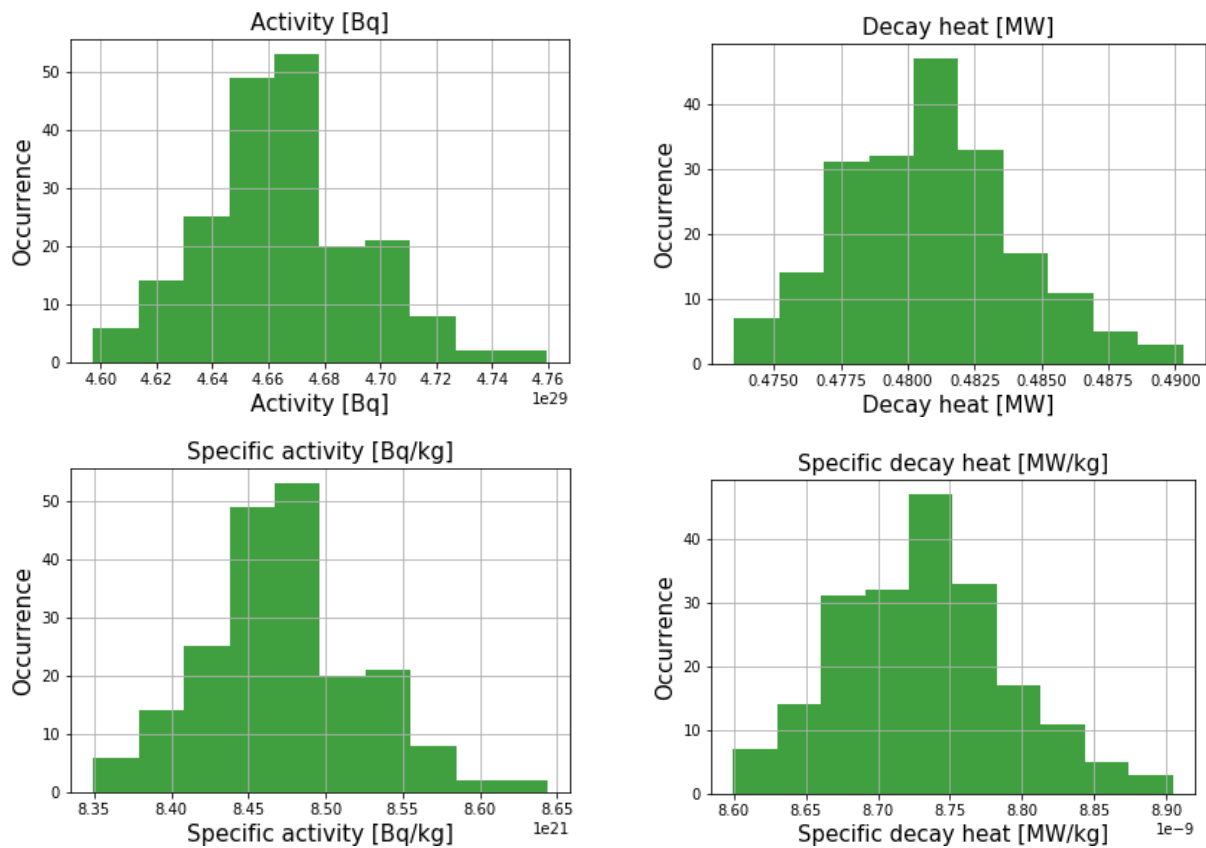 Activity [Bq]
Occurrence
50
40
30
20
10
0
4.60 4.62 4.64 4.66 4.68 4.70 4.72 4.74 4.76
1e29
Activity [Bq]
Decay heat [MW]
Occurrence
40
30
20
10
0
0.4750 0.4775 0.4800 0.4825 0.4850 0.4875 0.4900
Decay heat [MW]
Specific activity [Bq/kg]
Occurrence
50
40
30
20
10
0
8.35 8.40 8.45 8.50 8.55 8.60 8.65
1e21
Specific activity [Bq/kg]
Specific decay heat [MW/kg]
Occurrence
40
30
20
10
0
8.60 8.65 8.70 8.75 8.80 8.85 8.90
1e−9
Specific decay heat [MW/kg]